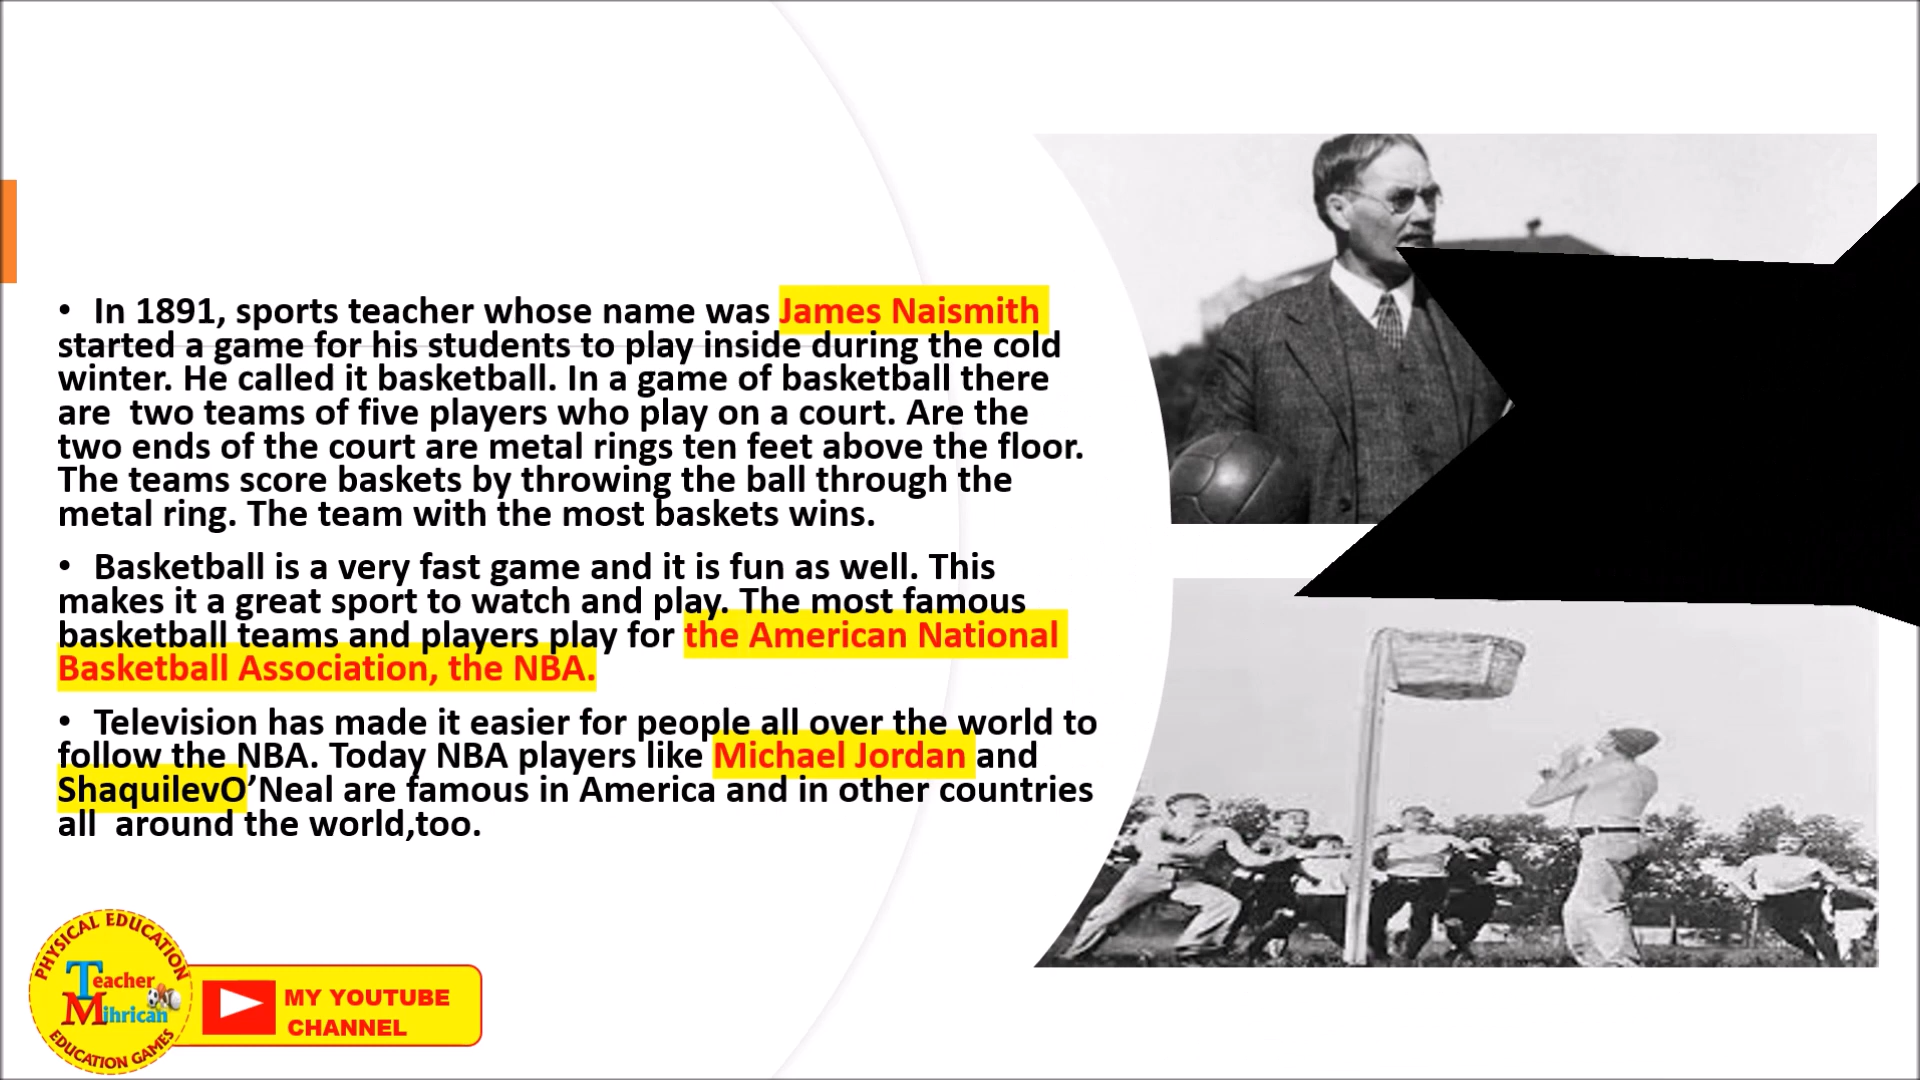 • In 1891, sports teacher whose name was James Naismith
started a game for his students to play inside during the cold
winter. He called it basketball. In a game of basketball there
are two teams of five players who play on a court. Are the
two ends of the court are metal rings ten feet above the floor.
The teams score baskets by throwing the ball through the
metal ring. The team with the most baskets wins.
• Basketball is a very fast game and it is fun as well. This
makes it a great sport to watch and play. The most famous
basketball teams and players play for the American National
Basketball Association, the NBA.
• Television has made it easier for people all over the world to
follow the NBA. Today NBA players like Michael Jordan and
ShaquilevO’Neal are famous in America and in other countries
all around the world,too.
PHYSICAL EDUCATION
Teacher
Mihrican
EDUCATION GAMES
MY YOUTUBE
CHANNEL